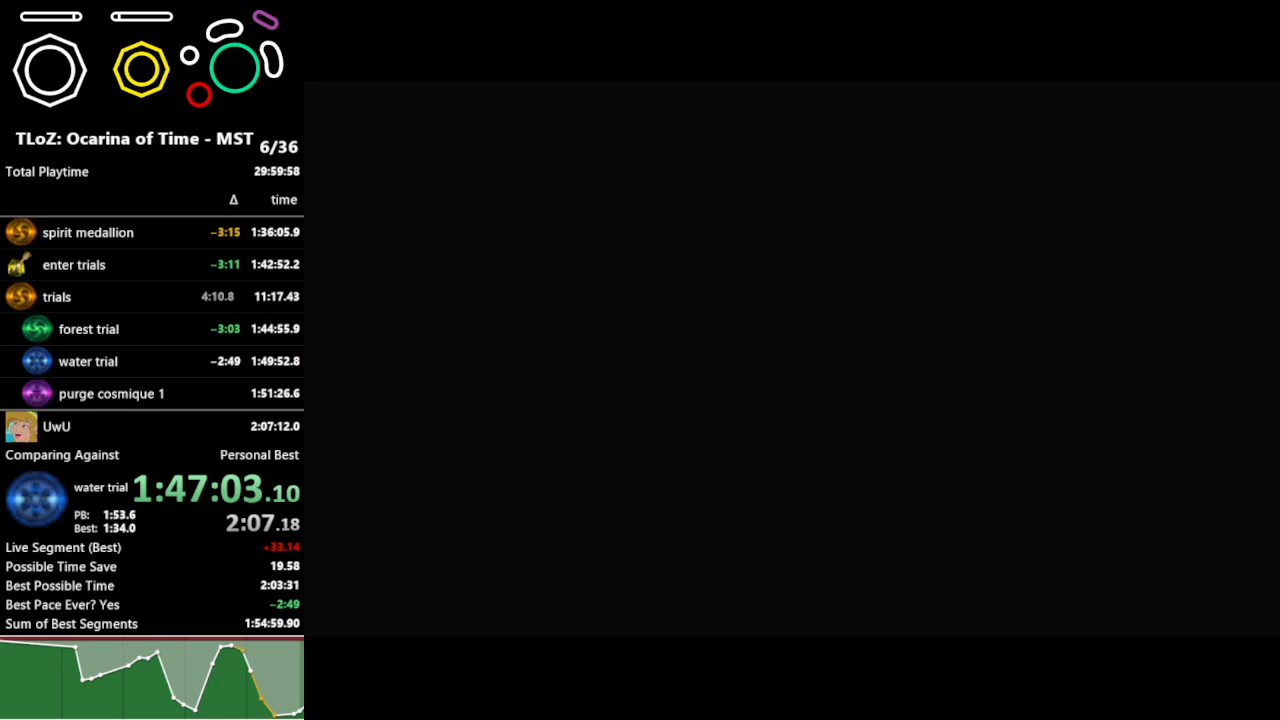 TLoZ: Ocarina of Time - MST 6/36
Total Playtime 29:59:58
Δ time
spirit medallion −3:15 1:36:05.9
enter trials −3:11 1:42:52.2
trials 4:10.8 11:17.43
forest trial −3:03 1:44:55.9
water trial −2:49 1:49:52.8
purge cosmique 1 1:51:26.6
UwU 2:07:12.0
Comparing Against Personal Best
water trial 1:47:03.10
PB: 1:53.6
Best: 1:34.0
2:07.18
Live Segment (Best) +33.14
Possible Time Save 19.58
Best Possible Time 2:03:31
Best Pace Ever? Yes −2:49
Sum of Best Segments 1:54:59.90